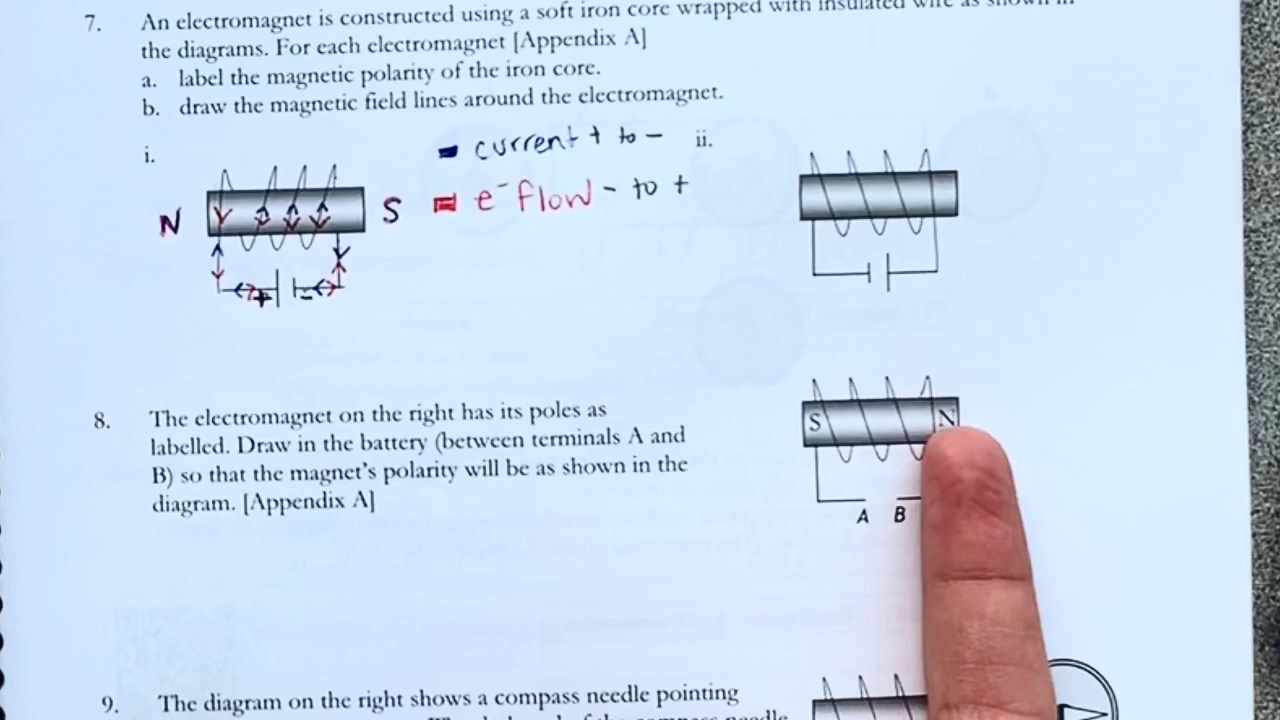 7. An electromagnet is constructed using a soft iron core wrapped with insulated wire as shown in
the diagrams. For each electromagnet [Appendix A]
a. label the magnetic polarity of the iron core.
b. draw the magnetic field lines around the electromagnet.
i.
- current + to -
ii.
N
S
= e⁻ flow - to +
+ -
8. The electromagnet on the right has its poles as
labelled. Draw in the battery (between terminals A and
B) so that the magnet's polarity will be as shown in the
diagram. [Appendix A]
S N
A B
9. The diagram on the right shows a compass needle pointing